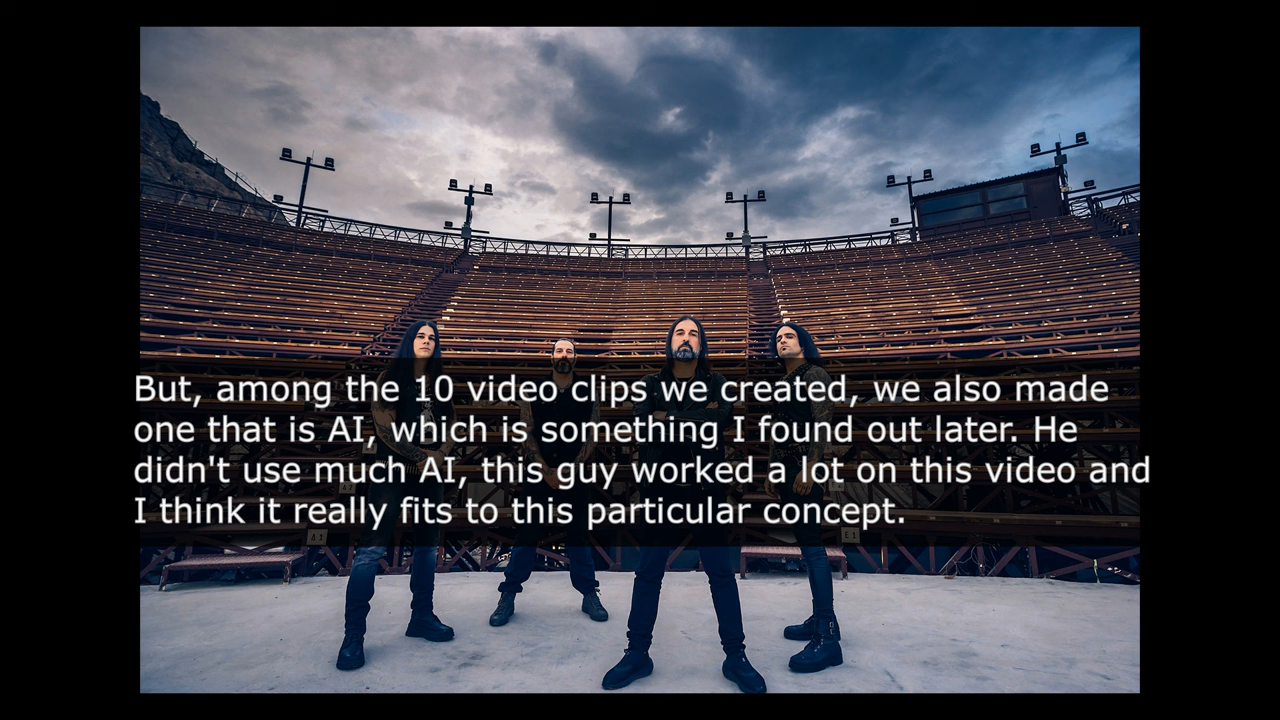 But, among the 10 video clips we created, we also made
one that is AI, which is something I found out later. He
didn't use much AI, this guy worked a lot on this video and
I think it really fits to this particular concept.
A1
E1